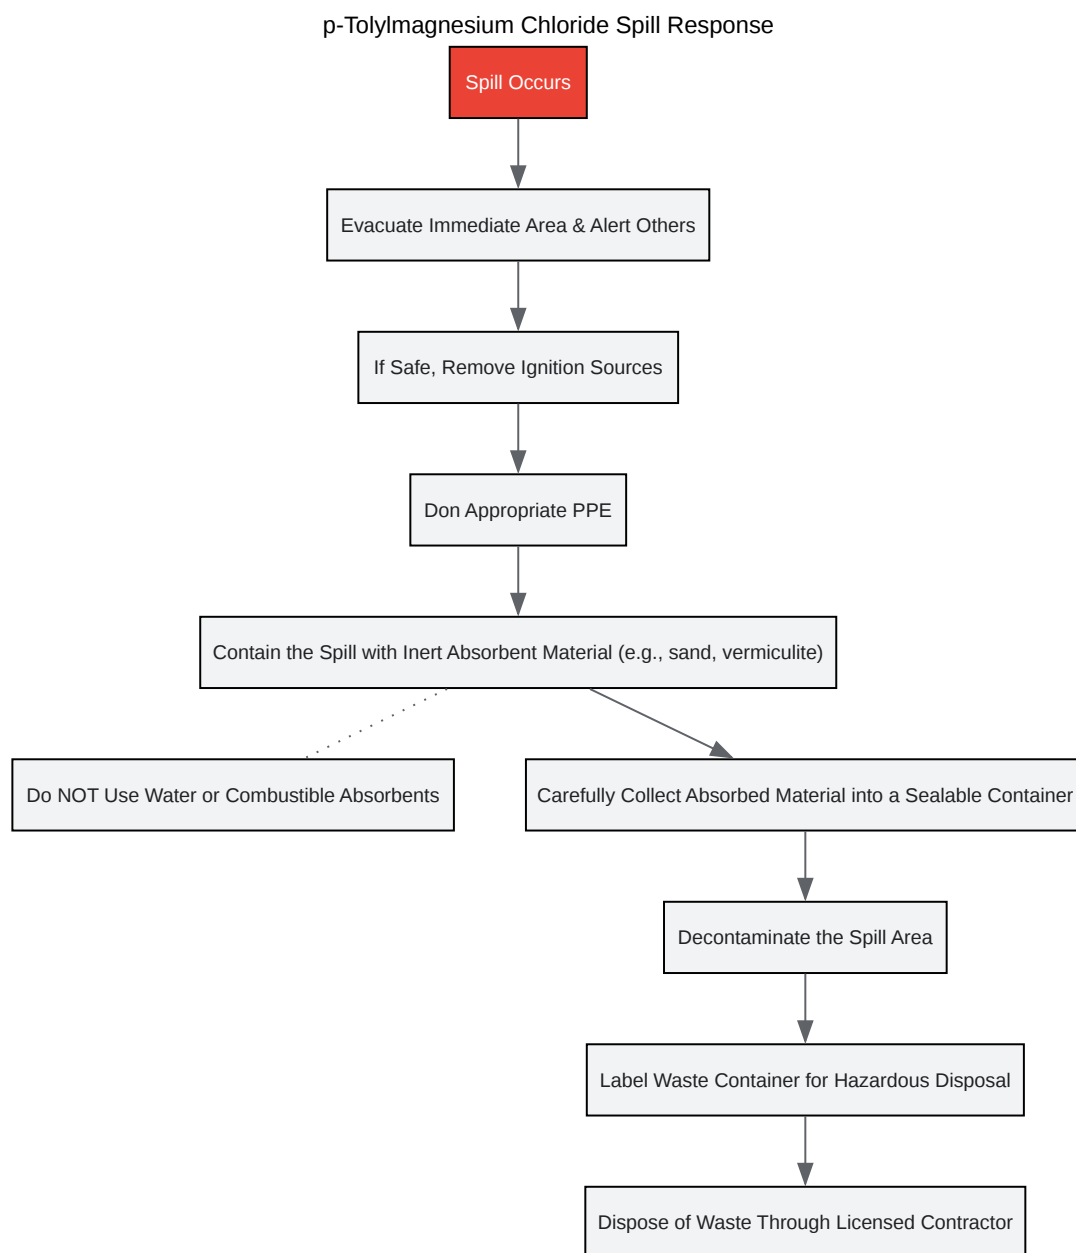 p-Tolylmagnesium Chloride Spill Response
Spill Occurs
Evacuate Immediate Area & Alert Others
If Safe, Remove Ignition Sources
Don Appropriate PPE
Contain the Spill with Inert Absorbent Material (e.g., sand, vermiculite)
Do NOT Use Water or Combustible Absorbents
Carefully Collect Absorbed Material into a Sealable Container
Decontaminate the Spill Area
Label Waste Container for Hazardous Disposal
Dispose of Waste Through Licensed Contractor